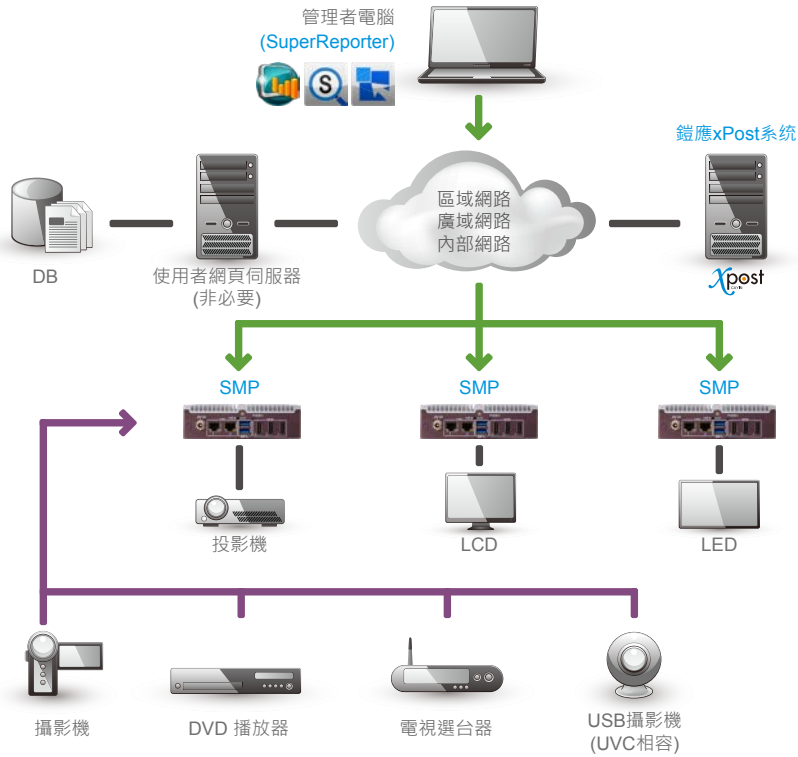 管理者電腦
(SuperReporter)
S
鎧應xPost系统
區域網路
廣域網路
內部網路
DB
使用者網頁伺服器
(非必要)
Xpost
SMP
SMP
SMP
投影機
LCD
LED
攝影機
DVD 播放器
電視選台器
USB攝影機
(UVC相容)